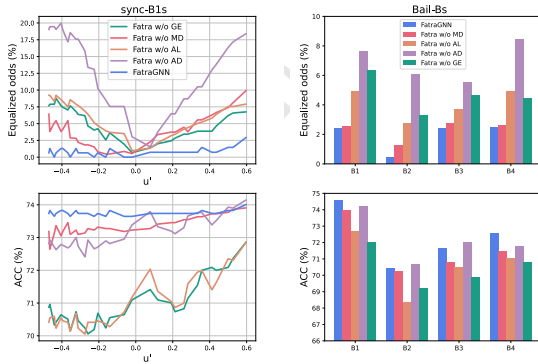 sync-B1s
20.0
17.5
15.0
12.5
10.0
7.5
5.0
2.5
0.0
Equalized odds (%)
Fatra w/o GE
Fatra w/o MD
Fatra w/o AL
Fatra w/o AD
FatraGNN
−0.4 −0.2 0.0 0.2 0.4 0.6
u'
Bail-Bs
10
8
6
4
2
0
Equalized odds (%)
FatraGNN
Fatra w/o MD
Fatra w/o AL
Fatra w/o AD
Fatra w/o GE
B1 B2 B3 B4
74
73
72
71
70
ACC (%)
−0.4 −0.2 0.0 0.2 0.4 0.6
u'
75
74
73
72
71
70
69
68
67
66
ACC (%)
B1 B2 B3 B4